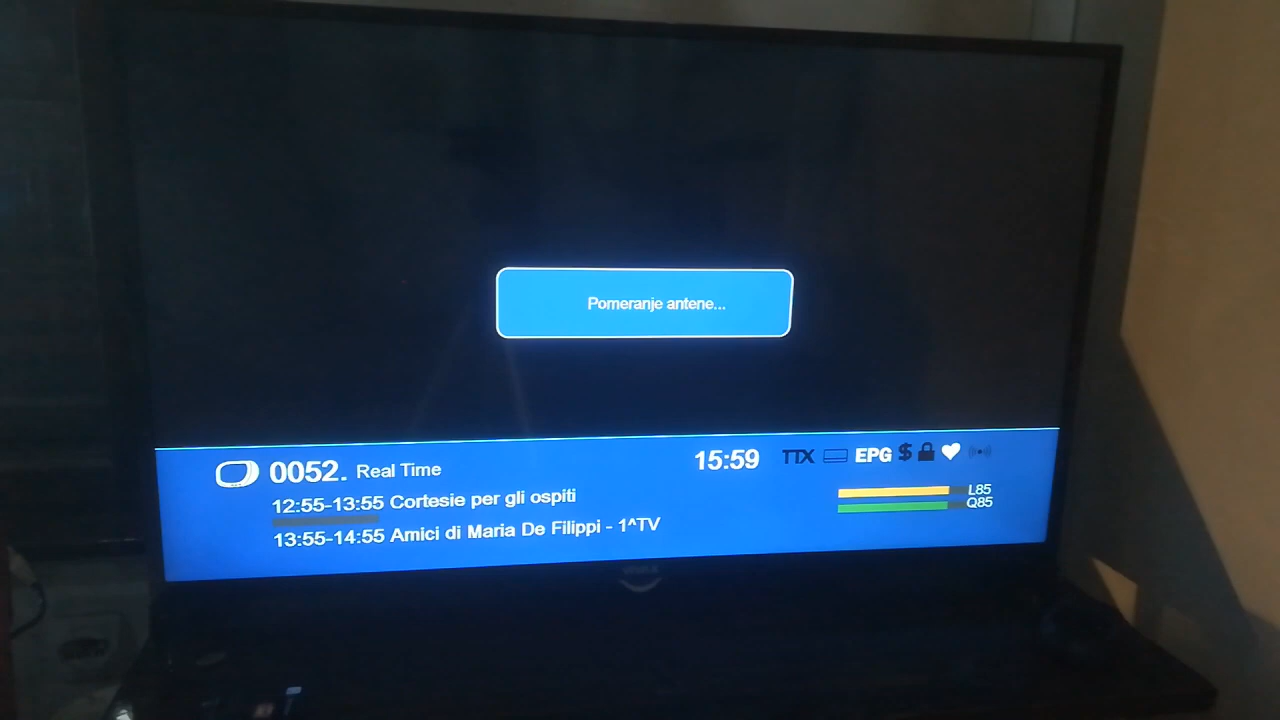 Pomeranje antene...
0052. Real Time
15:59
TTX EPG $
12:55-13:55 Cortesie per gli ospiti
L85
Q85
13:55-14:55 Amici di Maria De Filippi - 1^TV